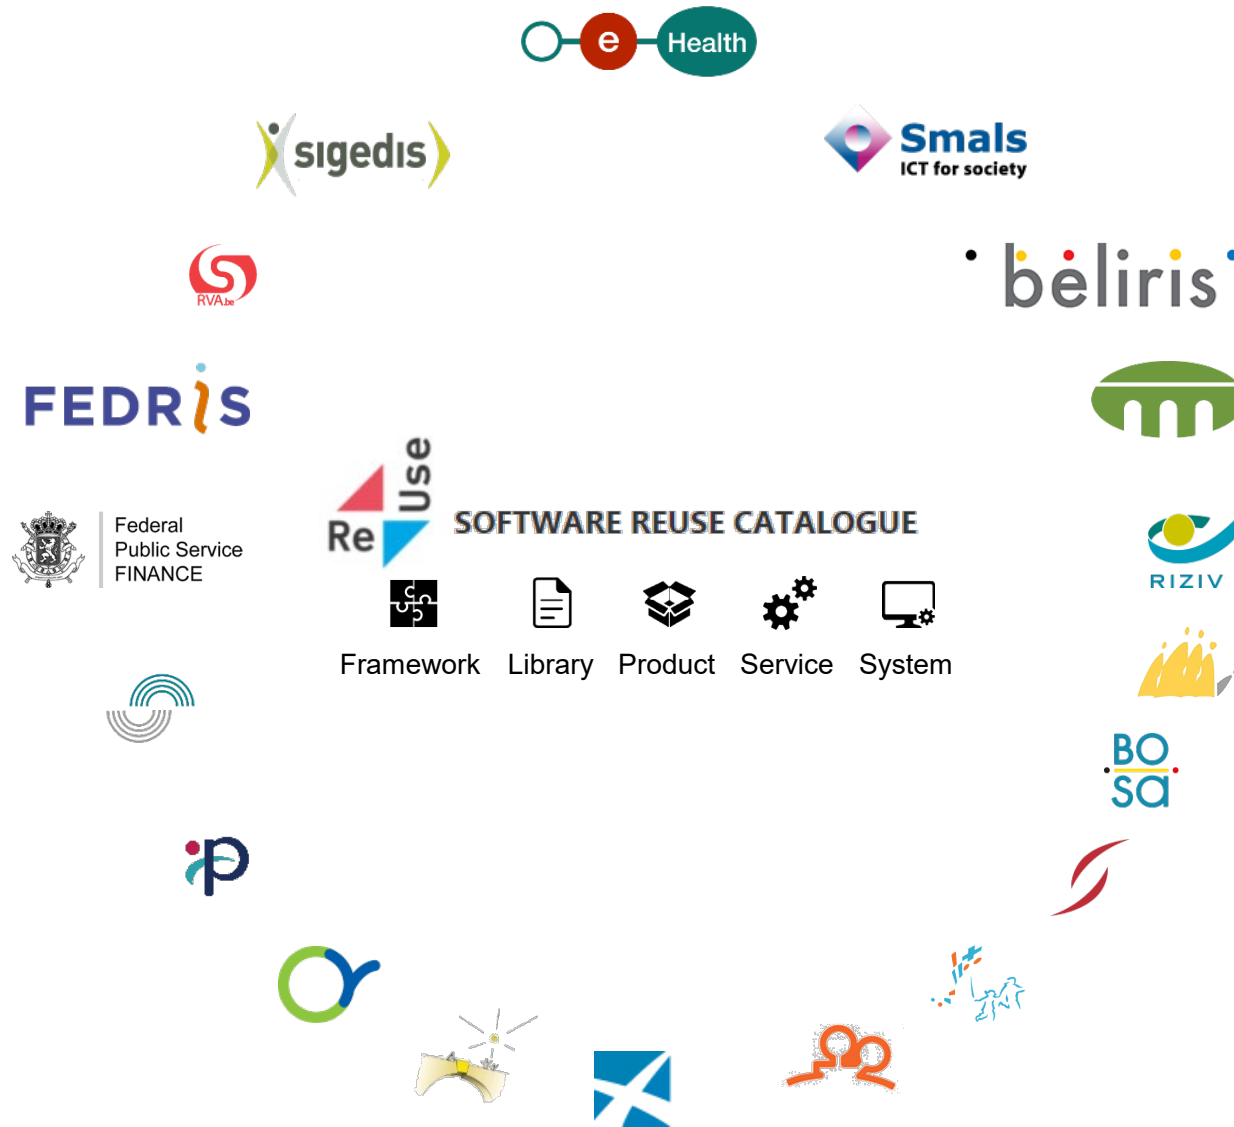 e Health
sigedis
Smals
ICT for society
RVA.be
beliris
FEDRIS
Federal
Public Service
FINANCE
Re Use
SOFTWARE REUSE CATALOGUE
RIZIV
Framework Library Product Service System
BO
sa
P